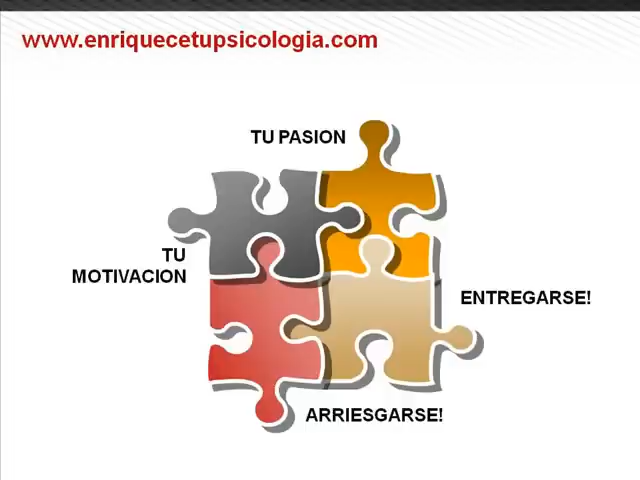 www.enriquecetupsicologia.com
TU PASION
TU
MOTIVACION
ENTREGARSE!
ARRIESGARSE!